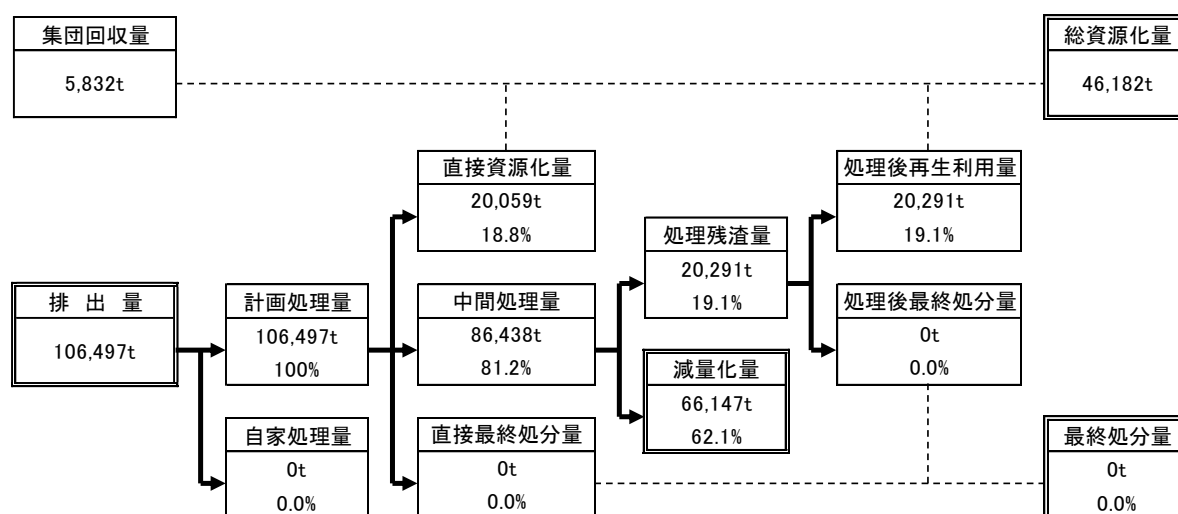 集団回収量
5,832t
総資源化量
46,182t
直接資源化量
20,059t
18.8%
処理後再生利用量
20,291t
19.1%
処理残渣量
20,291t
19.1%
排 出 量
106,497t
計画処理量
106,497t
100%
中間処理量
86,438t
81.2%
処理後最終処分量
0t
0.0%
減量化量
66,147t
62.1%
自家処理量
0t
0.0%
直接最終処分量
0t
0.0%
最終処分量
0t
0.0%